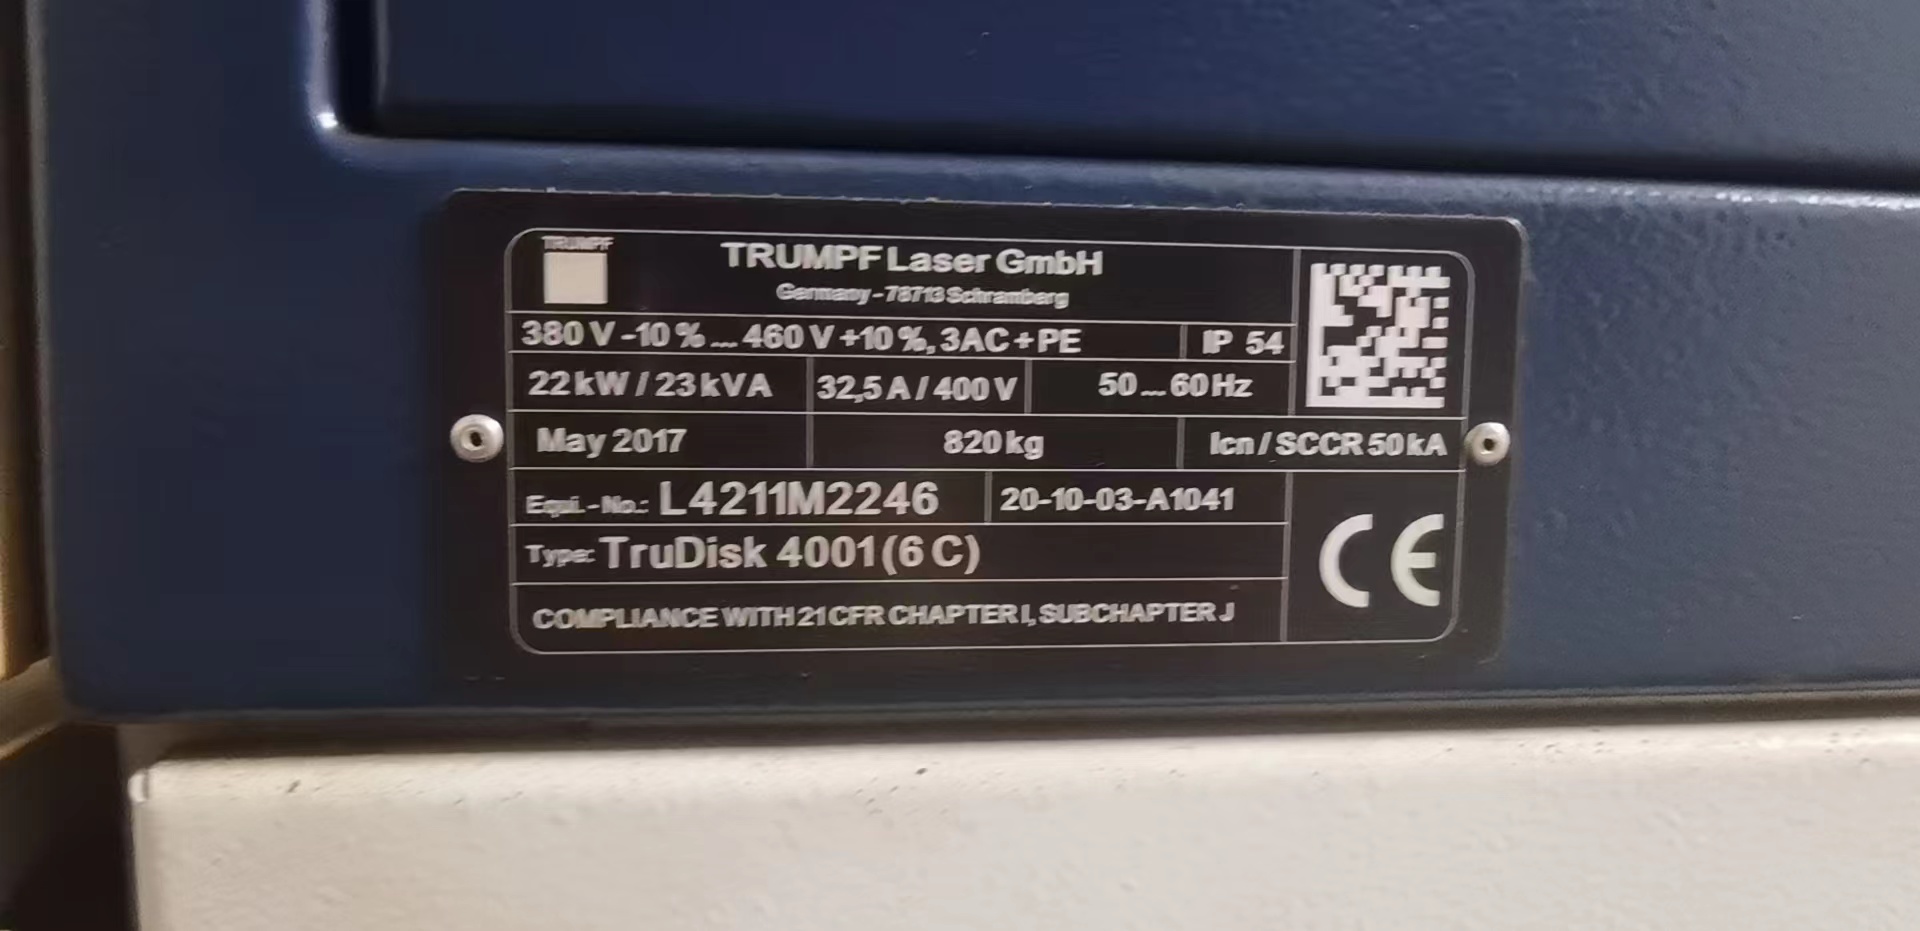 TRUMPF
TRUMPF Laser GmbH
Germany - 78713 Schramberg
380 V -10 % ... 460 V +10 %, 3AC + PE IP 54
22 kW / 23 kVA 32,5 A / 400 V 50 ... 60 Hz
May 2017 820 kg Icn / SCCR 50 kA
Equi.-No.: L4211M2246 20-10-03-A1041
Type: TruDisk 4001 (6 C)
CE
COMPLIANCE WITH 21 CFR CHAPTER I, SUBCHAPTER J